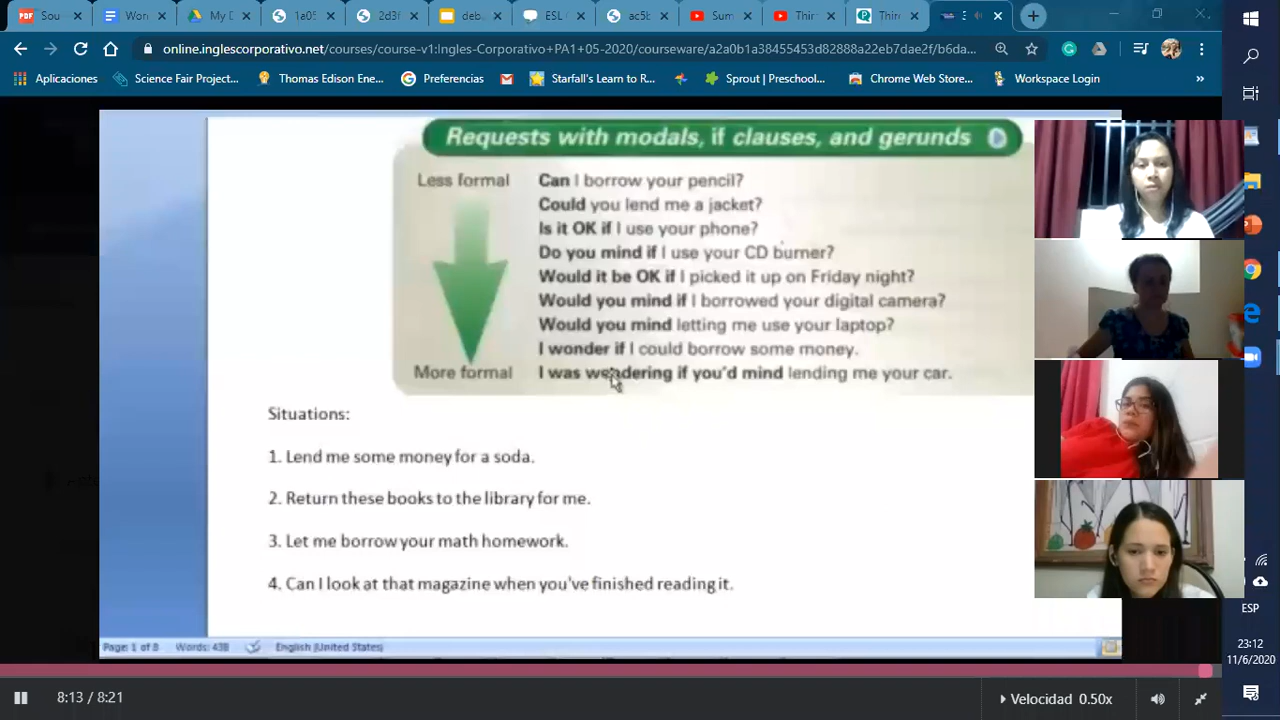 Sou
Wor
My D
1a05
2d3f
deb
ESL
ac5b
Sum
Thir
Thir
online.inglescorporativo.net/courses/course-v1:Ingles-Corporativo+PA1+05-2020/courseware/a2a0b1a38455453d82888a22eb7dae2f/b6da...
Aplicaciones
Science Fair Project...
Thomas Edison Ene...
Preferencias
Starfall's Learn to R...
Sprout | Preschool...
Chrome Web Store...
Workspace Login
»
Requests with modals, if clauses, and gerunds
Less formal
Can I borrow your pencil?
Could you lend me a jacket?
Is it OK if I use your phone?
Do you mind if I use your CD burner?
Would it be OK if I picked it up on Friday night?
Would you mind if I borrowed your digital camera?
Would you mind letting me use your laptop?
I wonder if I could borrow some money.
More formal
I was wondering if you'd mind lending me your car.
Situations:
1. Lend me some money for a soda.
2. Return these books to the library for me.
3. Let me borrow your math homework.
4. Can I look at that magazine when you've finished reading it.
Page: 1 of 8
Words: 438
English (United States)
8:13 / 8:21
Velocidad 0.50x
ESP
23:12
11/6/2020